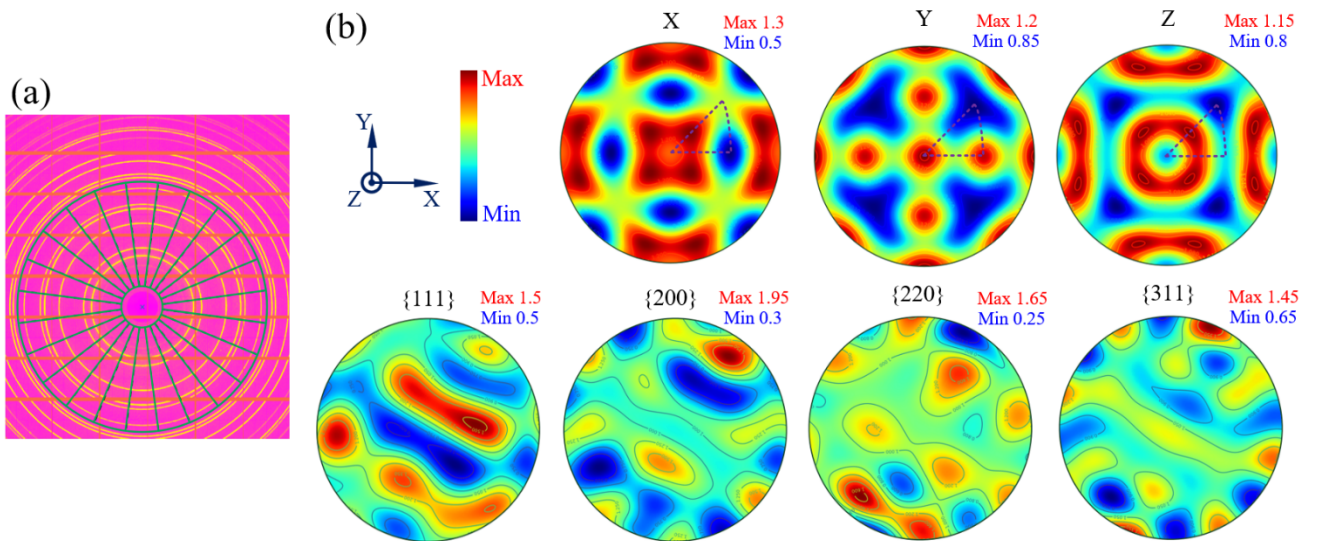 (a)
(b)
Max
Min
Y
Z
X
X
Max 1.3
Min 0.5
Y
Max 1.2
Min 0.85
Z
Max 1.15
Min 0.8
{111}
Max 1.5
Min 0.5
{200}
Max 1.95
Min 0.3
{220}
Max 1.65
Min 0.25
{311}
Max 1.45
Min 0.65